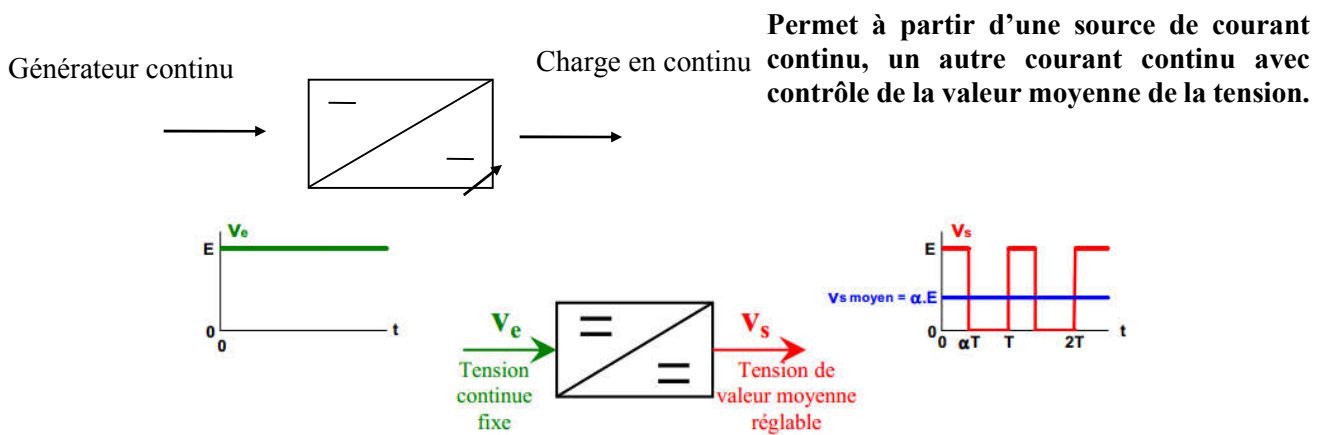 Permet à partir d’une source de courant
continu, un autre courant continu avec
contrôle de la valeur moyenne de la tension.
Générateur continu
Charge en continu
Ve
E
0
0
t
Ve
Tension
continue
fixe
Vs
Tension de
valeur moyenne
réglable
Vs
E
Vs moyen = α.E
0
0
αT
T
2T
t